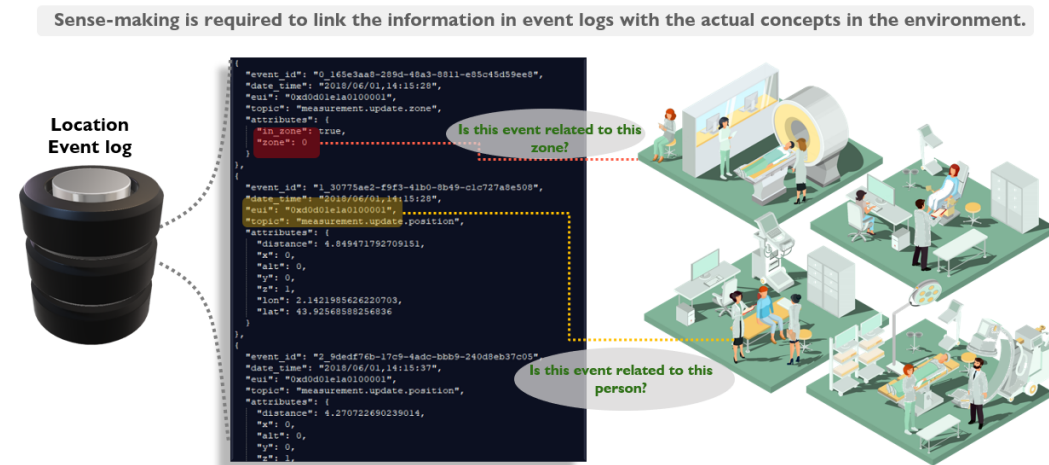 Sense-making is required to link the information in event logs with the actual concepts in the environment.
Location
Event log
{
"event_id": "0_165e3aa8-289d-48a3-8811-e85c45d59ee8",
"date_time": "2018/06/01,14:15:28",
"eui": "0xd0d01e1a0100001",
"topic": "measurement.update.zone",
"attributes": {
"in_zone": true,
"zone": 0
}
},
{
"event_id": "1_30775ae2-f9f3-41b0-8b49-c1c727a8e508",
"date_time": "2018/06/01,14:15:28",
"eui": "0xd0d01e1a0100001",
"topic": "measurement.update.position",
"attributes": {
"distance": 4.849471792709151,
"x": 0,
"alt": 0,
"y": 0,
"z": 1,
"lon": 2.1421985626220703,
"lat": 43.92568588256836
}
},
{
"event_id": "2_9dedf76b-17c9-4adc-bbb9-240d8eb37c05",
"date_time": "2018/06/01,14:15:37",
"eui": "0xd0d01e1a0100001",
"topic": "measurement.update.position",
"attributes": {
"distance": 4.270722690239014,
"x": 0,
"alt": 0,
"y": 0,
"z": 1,
Is this event related to this
zone?
Is this event related to this
person?